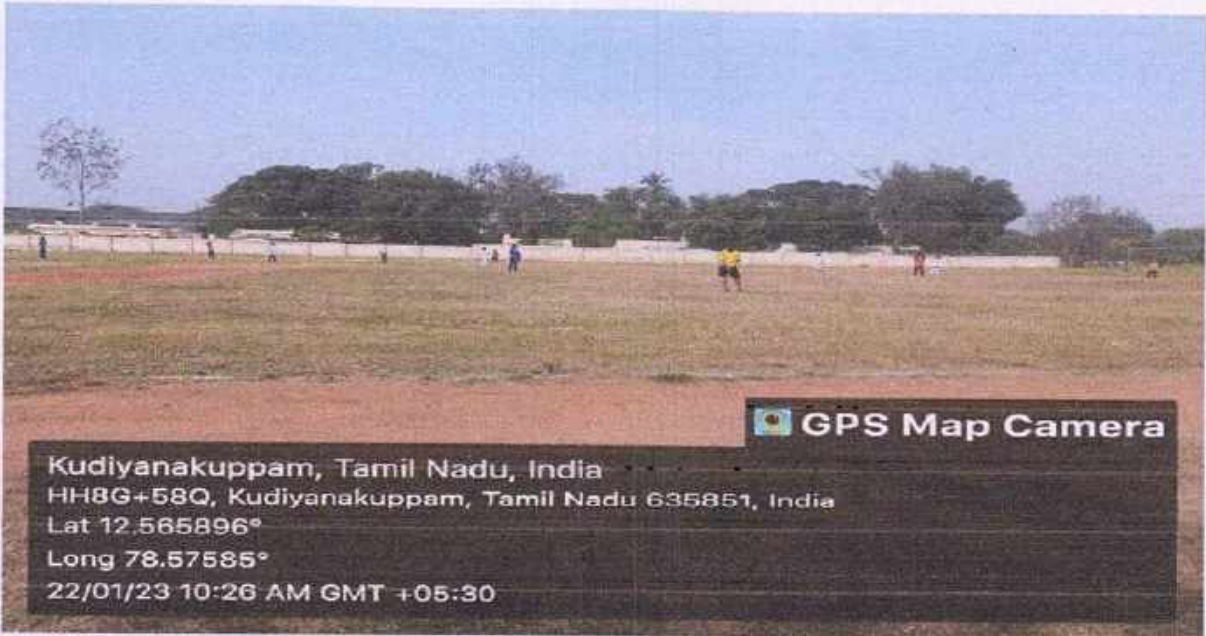 GPS Map Camera
Kudiyanakuppam, Tamil Nadu, India
HH8G+58Q, Kudiyanakuppam, Tamil Nadu 635851, India
Lat 12.565896°
Long 78.57585°
22/01/23 10:26 AM GMT +05:30